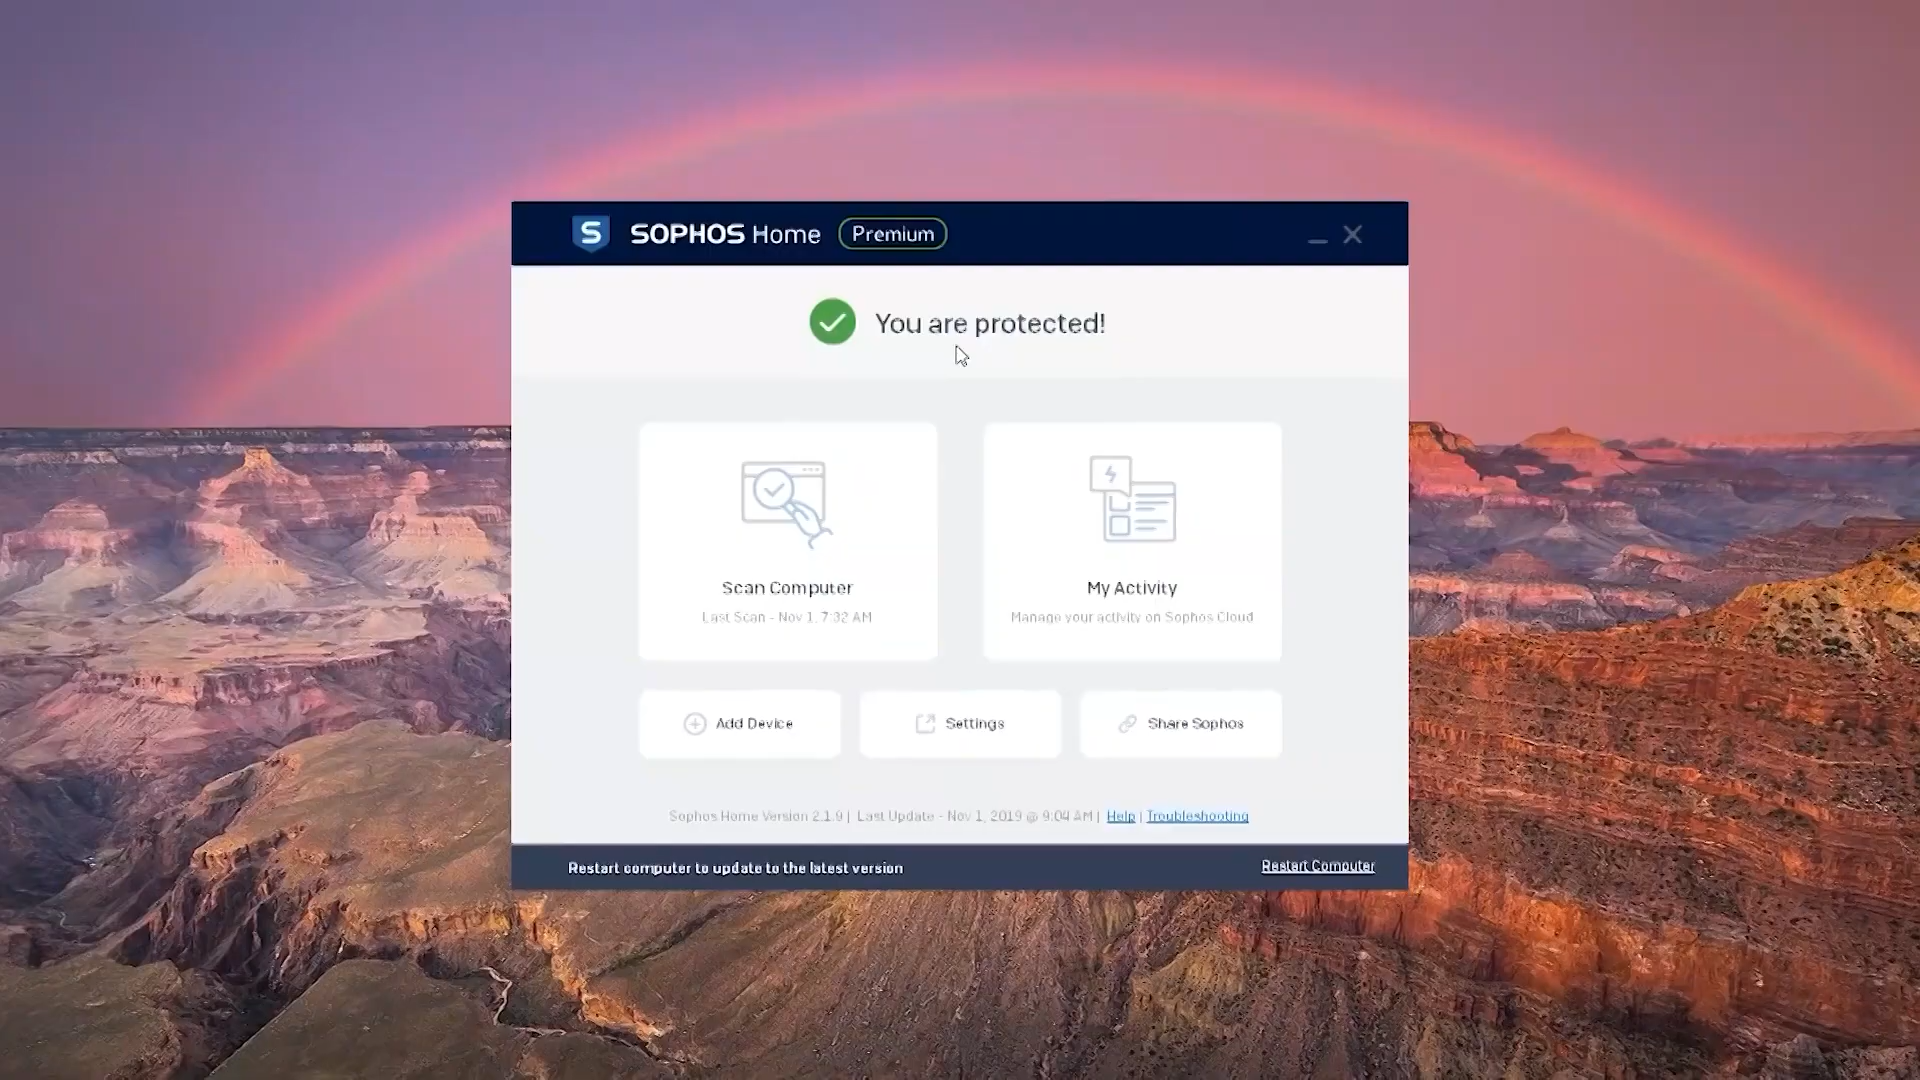 S SOPHOS Home Premium
You are protected!
Scan Computer
Last Scan - Nov 1, 7:32 AM
My Activity
Manage your activity on Sophos Cloud
Add Device
Settings
Share Sophos
Sophos Home Version 2.1.9 | Last Update - Nov 1, 2019 @ 9:04 AM | Help | Troubleshooting
Restart computer to update to the latest version
Restart Computer